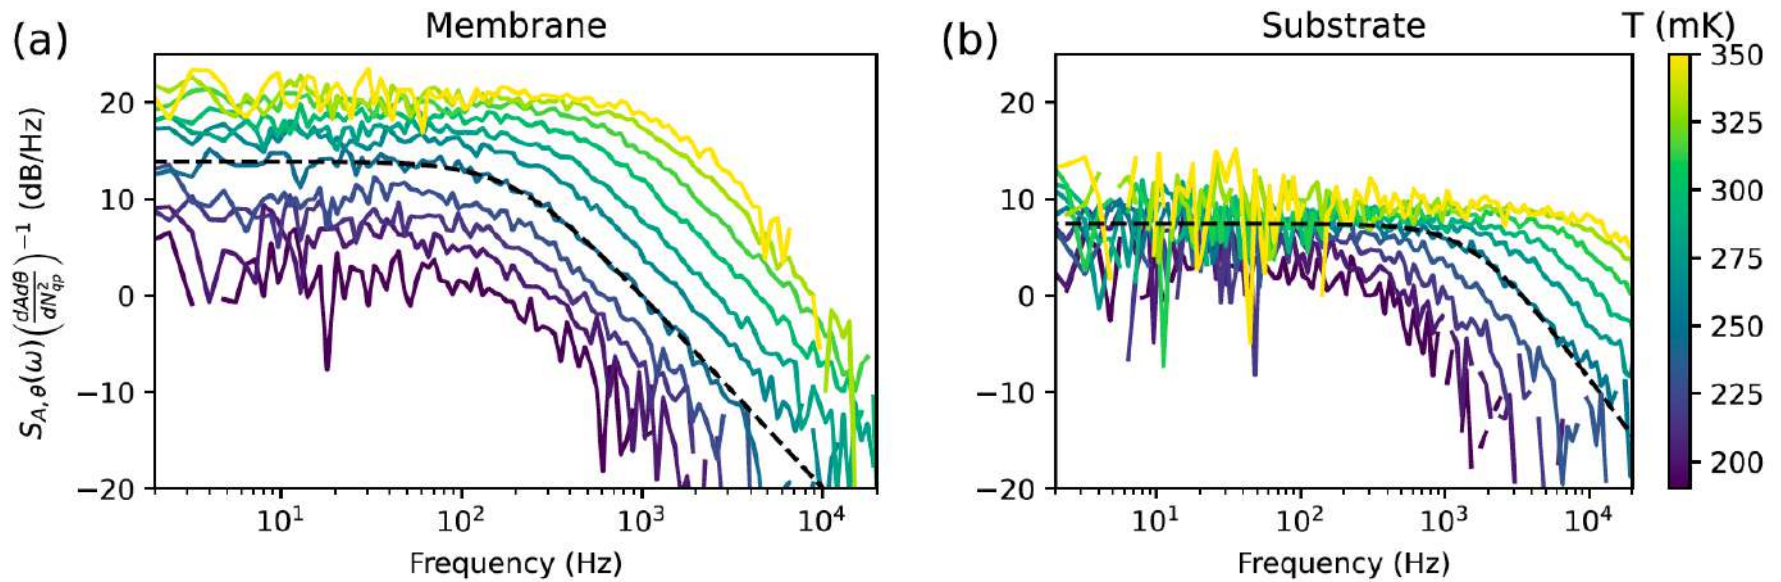 (a)
Membrane
S_{A,θ}(ω)(dAdθ/dN²_{qp})⁻¹ (dB/Hz)
20
10
0
−10
−20
10¹ 10² 10³ 10⁴
Frequency (Hz)
(b)
Substrate
20
10
0
−10
−20
10¹ 10² 10³ 10⁴
Frequency (Hz)
T (mK)
350
325
300
275
250
225
200